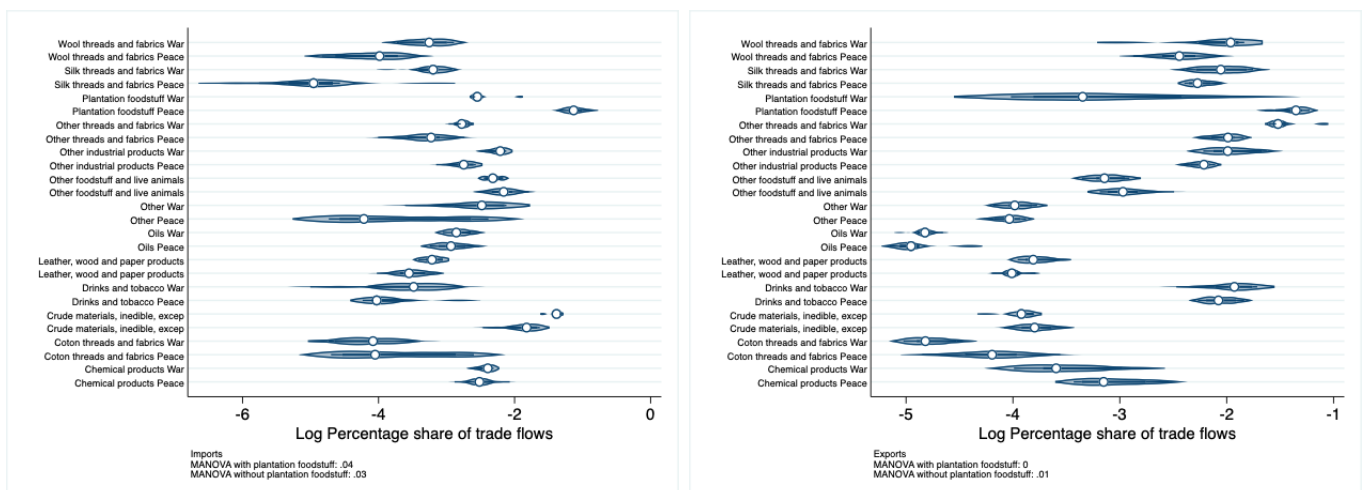 Wool threads and fabrics War
Wool threads and fabrics Peace
Silk threads and fabrics War
Silk threads and fabrics Peace
Plantation foodstuff War
Plantation foodstuff Peace
Other threads and fabrics War
Other threads and fabrics Peace
Other industrial products War
Other industrial products Peace
Other foodstuff and live animals
Other foodstuff and live animals
Other War
Other Peace
Oils War
Oils Peace
Leather, wood and paper products
Leather, wood and paper products
Drinks and tobacco War
Drinks and tobacco Peace
Crude materials, inedible, excep
Crude materials, inedible, excep
Coton threads and fabrics War
Coton threads and fabrics Peace
Chemical products War
Chemical products Peace
-6 -4 -2 0
Log Percentage share of trade flows
Imports
MANOVA with plantation foodstuff: .04
MANOVA without plantation foodstuff: .03
Wool threads and fabrics War
Wool threads and fabrics Peace
Silk threads and fabrics War
Silk threads and fabrics Peace
Plantation foodstuff War
Plantation foodstuff Peace
Other threads and fabrics War
Other threads and fabrics Peace
Other industrial products War
Other industrial products Peace
Other foodstuff and live animals
Other foodstuff and live animals
Other War
Other Peace
Oils War
Oils Peace
Leather, wood and paper products
Leather, wood and paper products
Drinks and tobacco War
Drinks and tobacco Peace
Crude materials, inedible, excep
Crude materials, inedible, excep
Coton threads and fabrics War
Coton threads and fabrics Peace
Chemical products War
Chemical products Peace
-5 -4 -3 -2 -1
Log Percentage share of trade flows
Exports
MANOVA with plantation foodstuff: 0
MANOVA without plantation foodstuff: .01